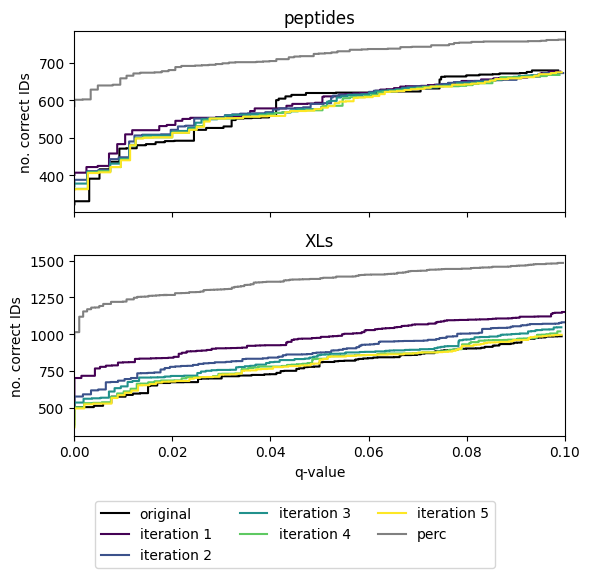 peptides
700
600
500
400
no. correct IDs
XLs
1500
1250
1000
750
500
no. correct IDs
0.00 0.02 0.04 0.06 0.08 0.10
q-value
original iteration 3 iteration 5
iteration 1 iteration 4 perc
iteration 2